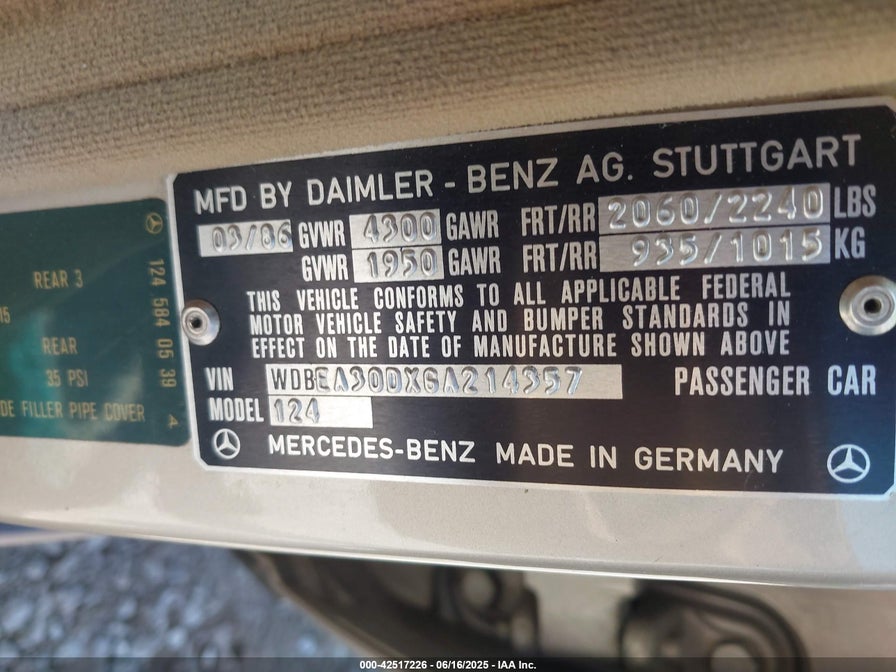 MFD BY DAIMLER - BENZ AG. STUTTGART
03/86 GVWR 4300 GAWR FRT/RR 2060/2240 LBS
GVWR 1950 GAWR FRT/RR 935/1015 KG
THIS VEHICLE CONFORMS TO ALL APPLICABLE FEDERAL
MOTOR VEHICLE SAFETY AND BUMPER STANDARDS IN
EFFECT ON THE DATE OF MANUFACTURE SHOWN ABOVE
VIN WDBEA30DXGA214357 PASSENGER CAR
MODEL 124
MERCEDES-BENZ MADE IN GERMANY
REAR 3
15
REAR
35 PSI
DE FILLER PIPE COVER
124 584 05 39 4
000-42517226 - 06/16/2025 - IAA Inc.